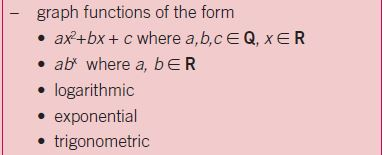 – graph functions of the form
• ax²+bx + c where a,b,c ∈ Q, x ∈ R
• abˣ where a, b ∈ R
• logarithmic
• exponential
• trigonometric